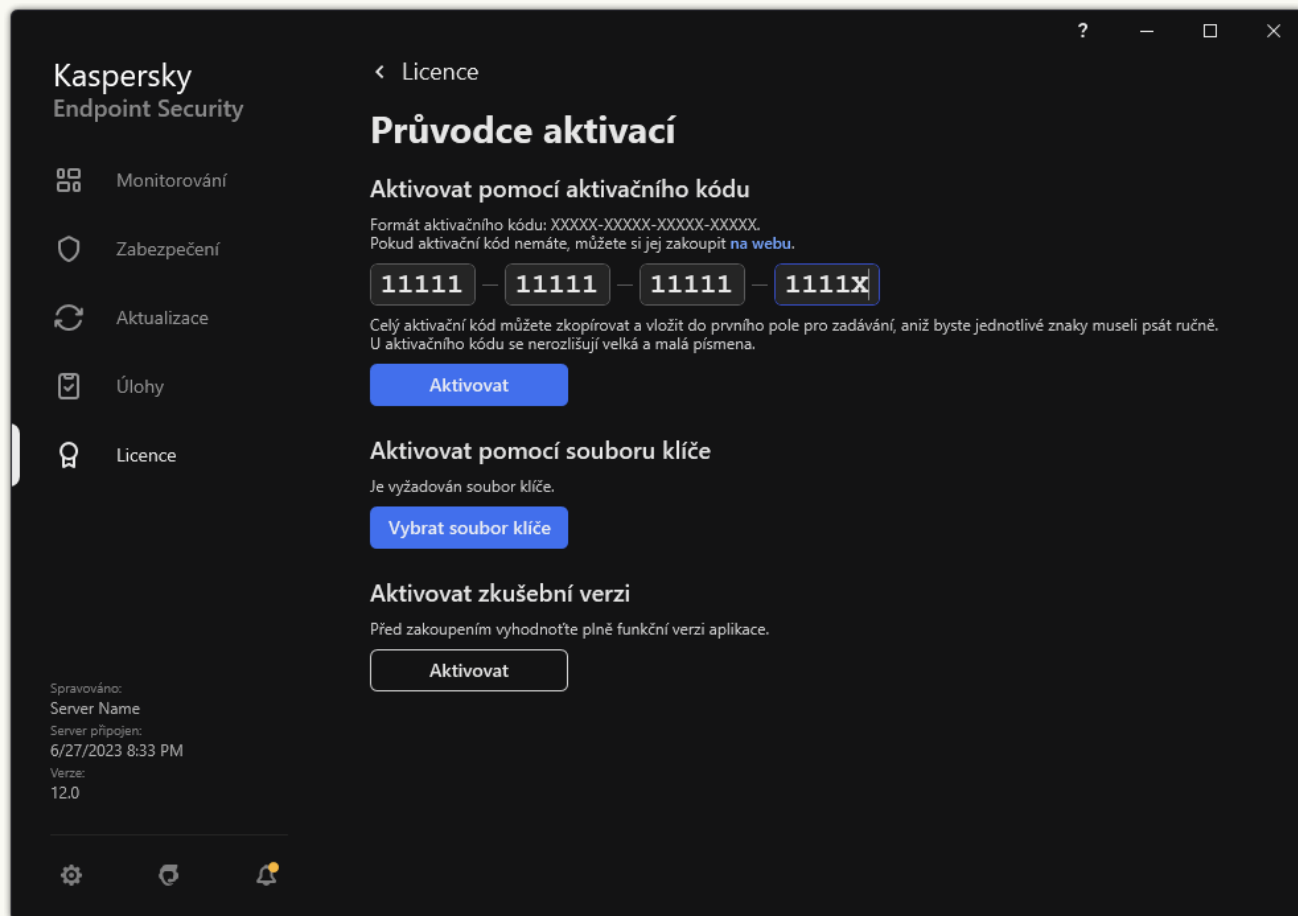 ?
Kaspersky
Endpoint Security
Monitorování
Zabezpečení
Aktualizace
Úlohy
Licence
Spravováno:
Server Name
Server připojen:
6/27/2023 8:33 PM
Verze:
12.0
Licence
Průvodce aktivací
Aktivovat pomocí aktivačního kódu
Formát aktivačního kódu: XXXXX-XXXXX-XXXXX-XXXXX.
Pokud aktivační kód nemáte, můžete si jej zakoupit na webu.
11111 – 11111 – 11111 – 1111X
Celý aktivační kód můžete zkopírovat a vložit do prvního pole pro zadávání, aniž byste jednotlivé znaky museli psát ručně.
U aktivačního kódu se nerozlišují velká a malá písmena.
Aktivovat
Aktivovat pomocí souboru klíče
Je vyžadován soubor klíče.
Vybrat soubor klíče
Aktivovat zkušební verzi
Před zakoupením vyhodnoťte plně funkční verzi aplikace.
Aktivovat